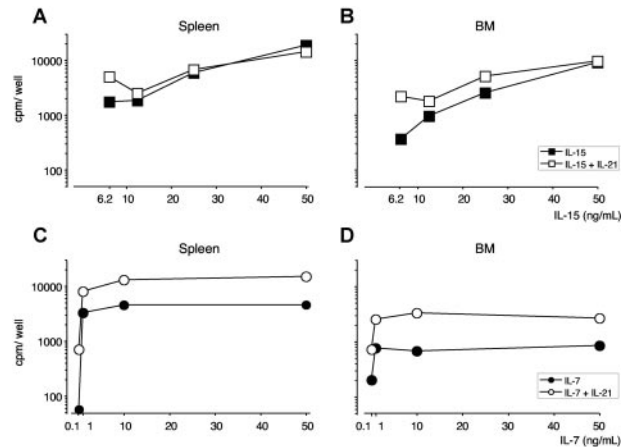 A Spleen
B BM
cpm/ well
10000
1000
100
6.2 10 20 30 40 50
6.2 10 20 30 40 50
IL-15
IL-15 + IL-21
IL-15 (ng/mL)
C Spleen
D BM
cpm/ well
10000
1000
100
0.1 1 10 20 30 40 50
0.1 1 10 20 30 40 50
IL-7
IL-7 + IL-21
IL-7 (ng/mL)